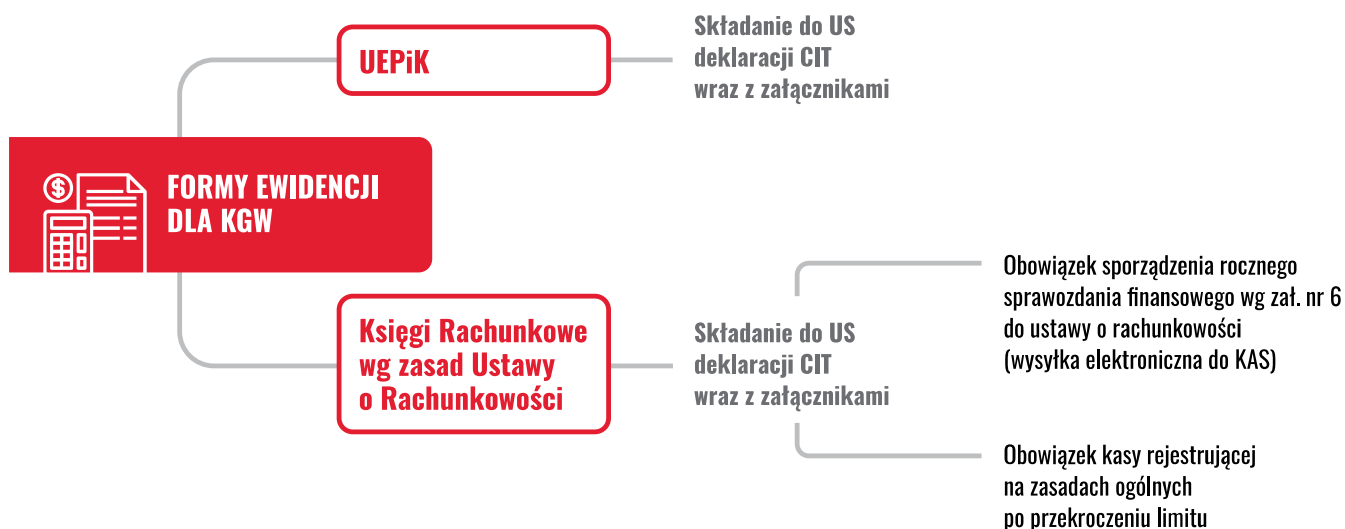 UEPiK
Składanie do US
deklaracji CIT
wraz z załącznikami
$
FORMY EWIDENCJI
DLA KGW
Księgi Rachunkowe
wg zasad Ustawy
o Rachunkowości
Składanie do US
deklaracji CIT
wraz z załącznikami
Obowiązek sporządzenia rocznego
sprawozdania finansowego wg zał. nr 6
do ustawy o rachunkowości
(wysyłka elektroniczna do KAS)
Obowiązek kasy rejestrującej
na zasadach ogólnych
po przekroczeniu limitu